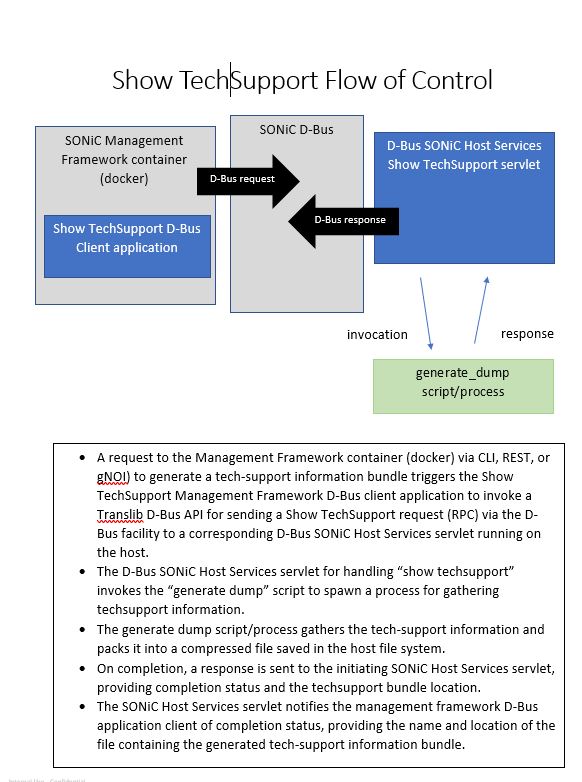 Show TechSupport Flow of Control
SONiC Management
Framework container
(docker)
Show TechSupport D-Bus
Client application
SONiC D-Bus
D-Bus request
D-Bus response
D-Bus SONiC Host Services
Show TechSupport servlet
invocation
response
generate_dump
script/process
• A request to the Management Framework container (docker) via CLI, REST, or
gNOI) to generate a tech-support information bundle triggers the Show
TechSupport Management Framework D-Bus client application to invoke a
Translib D-Bus API for sending a Show TechSupport request (RPC) via the D-
Bus facility to a corresponding D-Bus SONiC Host Services servlet running on
the host.
• The D-Bus SONiC Host Services servlet for handling “show techsupport”
invokes the “generate dump” script to spawn a process for gathering
techsupport information.
• The generate dump script/process gathers the tech-support information and
packs it into a compressed file saved in the host file system.
• On completion, a response is sent to the initiating SONiC Host Services servlet,
providing completion status and the techsupport bundle location.
• The SONiC Host Services servlet notifies the management framework D-Bus
application client of completion status, providing the name and location of the
file containing the generated tech-support information bundle.